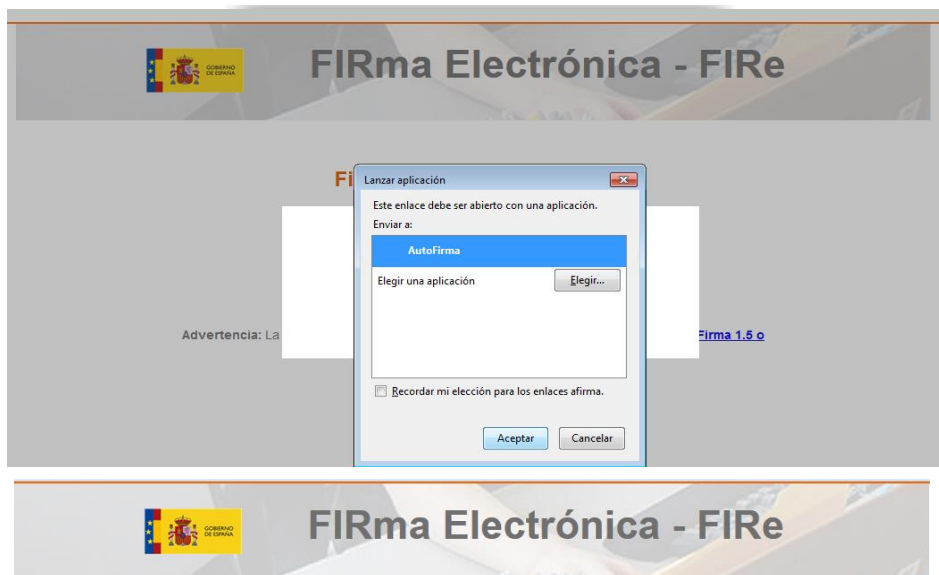 GOBIERNO
DE ESPAÑA
FIRma Electrónica - FIRe
Fi
Lanzar aplicación
Este enlace debe ser abierto con una aplicación.
Enviar a:
AutoFirma
Elegir una aplicación
Elegir...
Advertencia: La
Firma 1.5 o
Recordar mi elección para los enlaces afirma.
Aceptar
Cancelar
GOBIERNO
DE ESPAÑA
FIRma Electrónica - FIRe